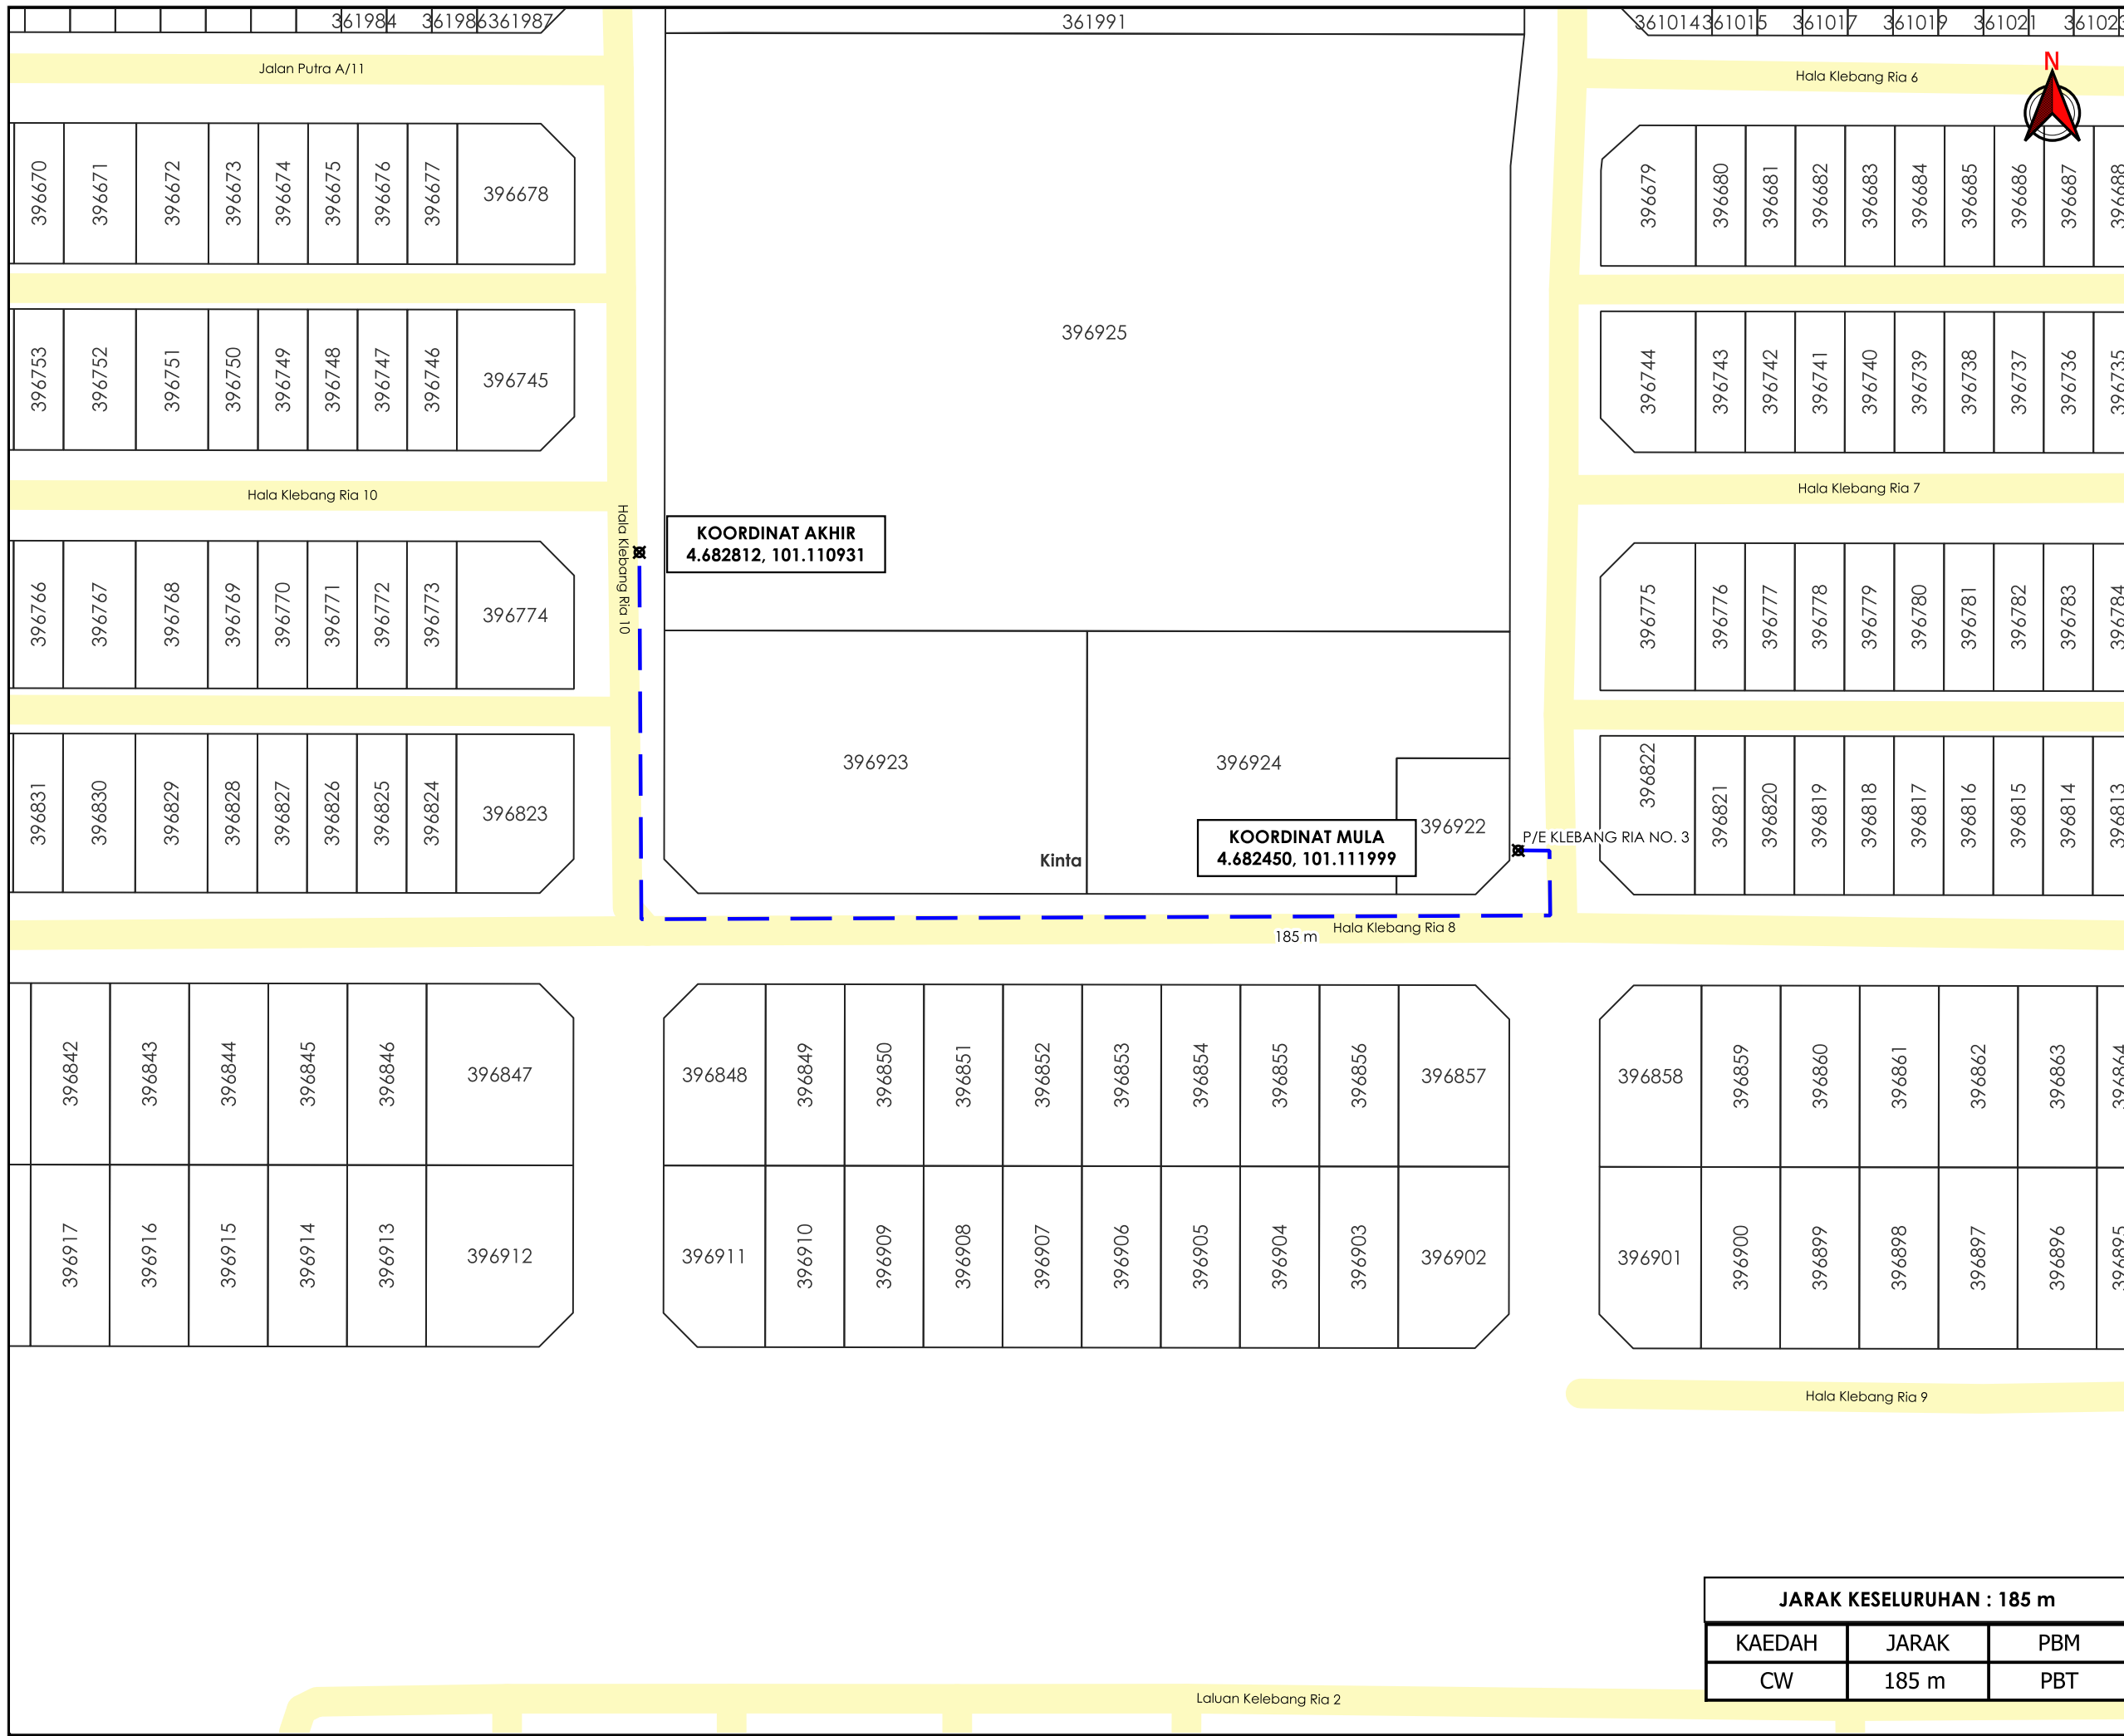 361984 361986 361987 361991 361014 361015 361017 361019 361021 361023
N
Jalan Putra A/11
Hala Klebang Ria 6
396670 396671 396672 396673 396674 396675 396676 396677 396678
396679 396680 396681 396682 396683 396684 396685 396686 396687 396688
396925
396753 396752 396751 396750 396749 396748 396747 396746 396745
396744 396743 396742 396741 396740 396739 396738 396737 396736 396735
Hala Klebang Ria 10
Hala Klebang Ria 7
Hala Klebang Ria 10
KOORDINAT AKHIR
4.682812, 101.110931
396766 396767 396768 396769 396770 396771 396772 396773 396774
396775 396776 396777 396778 396779 396780 396781 396782 396783 396784
396923
396924
396922
396831 396830 396829 396828 396827 396826 396825 396824 396823
396822 396821 396820 396819 396818 396817 396816 396815 396814 396813
KOORDINAT MULA
4.682450, 101.111999
P/E KLEBANG RIA NO. 3
Kinta
Hala Klebang Ria 8
185 m
396842 396843 396844 396845 396846 396847
396848 396849 396850 396851 396852 396853 396854 396855 396856 396857
396858 396859 396860 396861 396862 396863 396864
396917 396916 396915 396914 396913 396912
396911 396910 396909 396908 396907 396906 396905 396904 396903 396902
396901 396900 396899 396898 396897 396896 396895
Hala Klebang Ria 9
JARAK KESELURUHAN : 185 m
KAEDAH JARAK PBM
CW 185 m PBT
Laluan Kelebang Ria 2